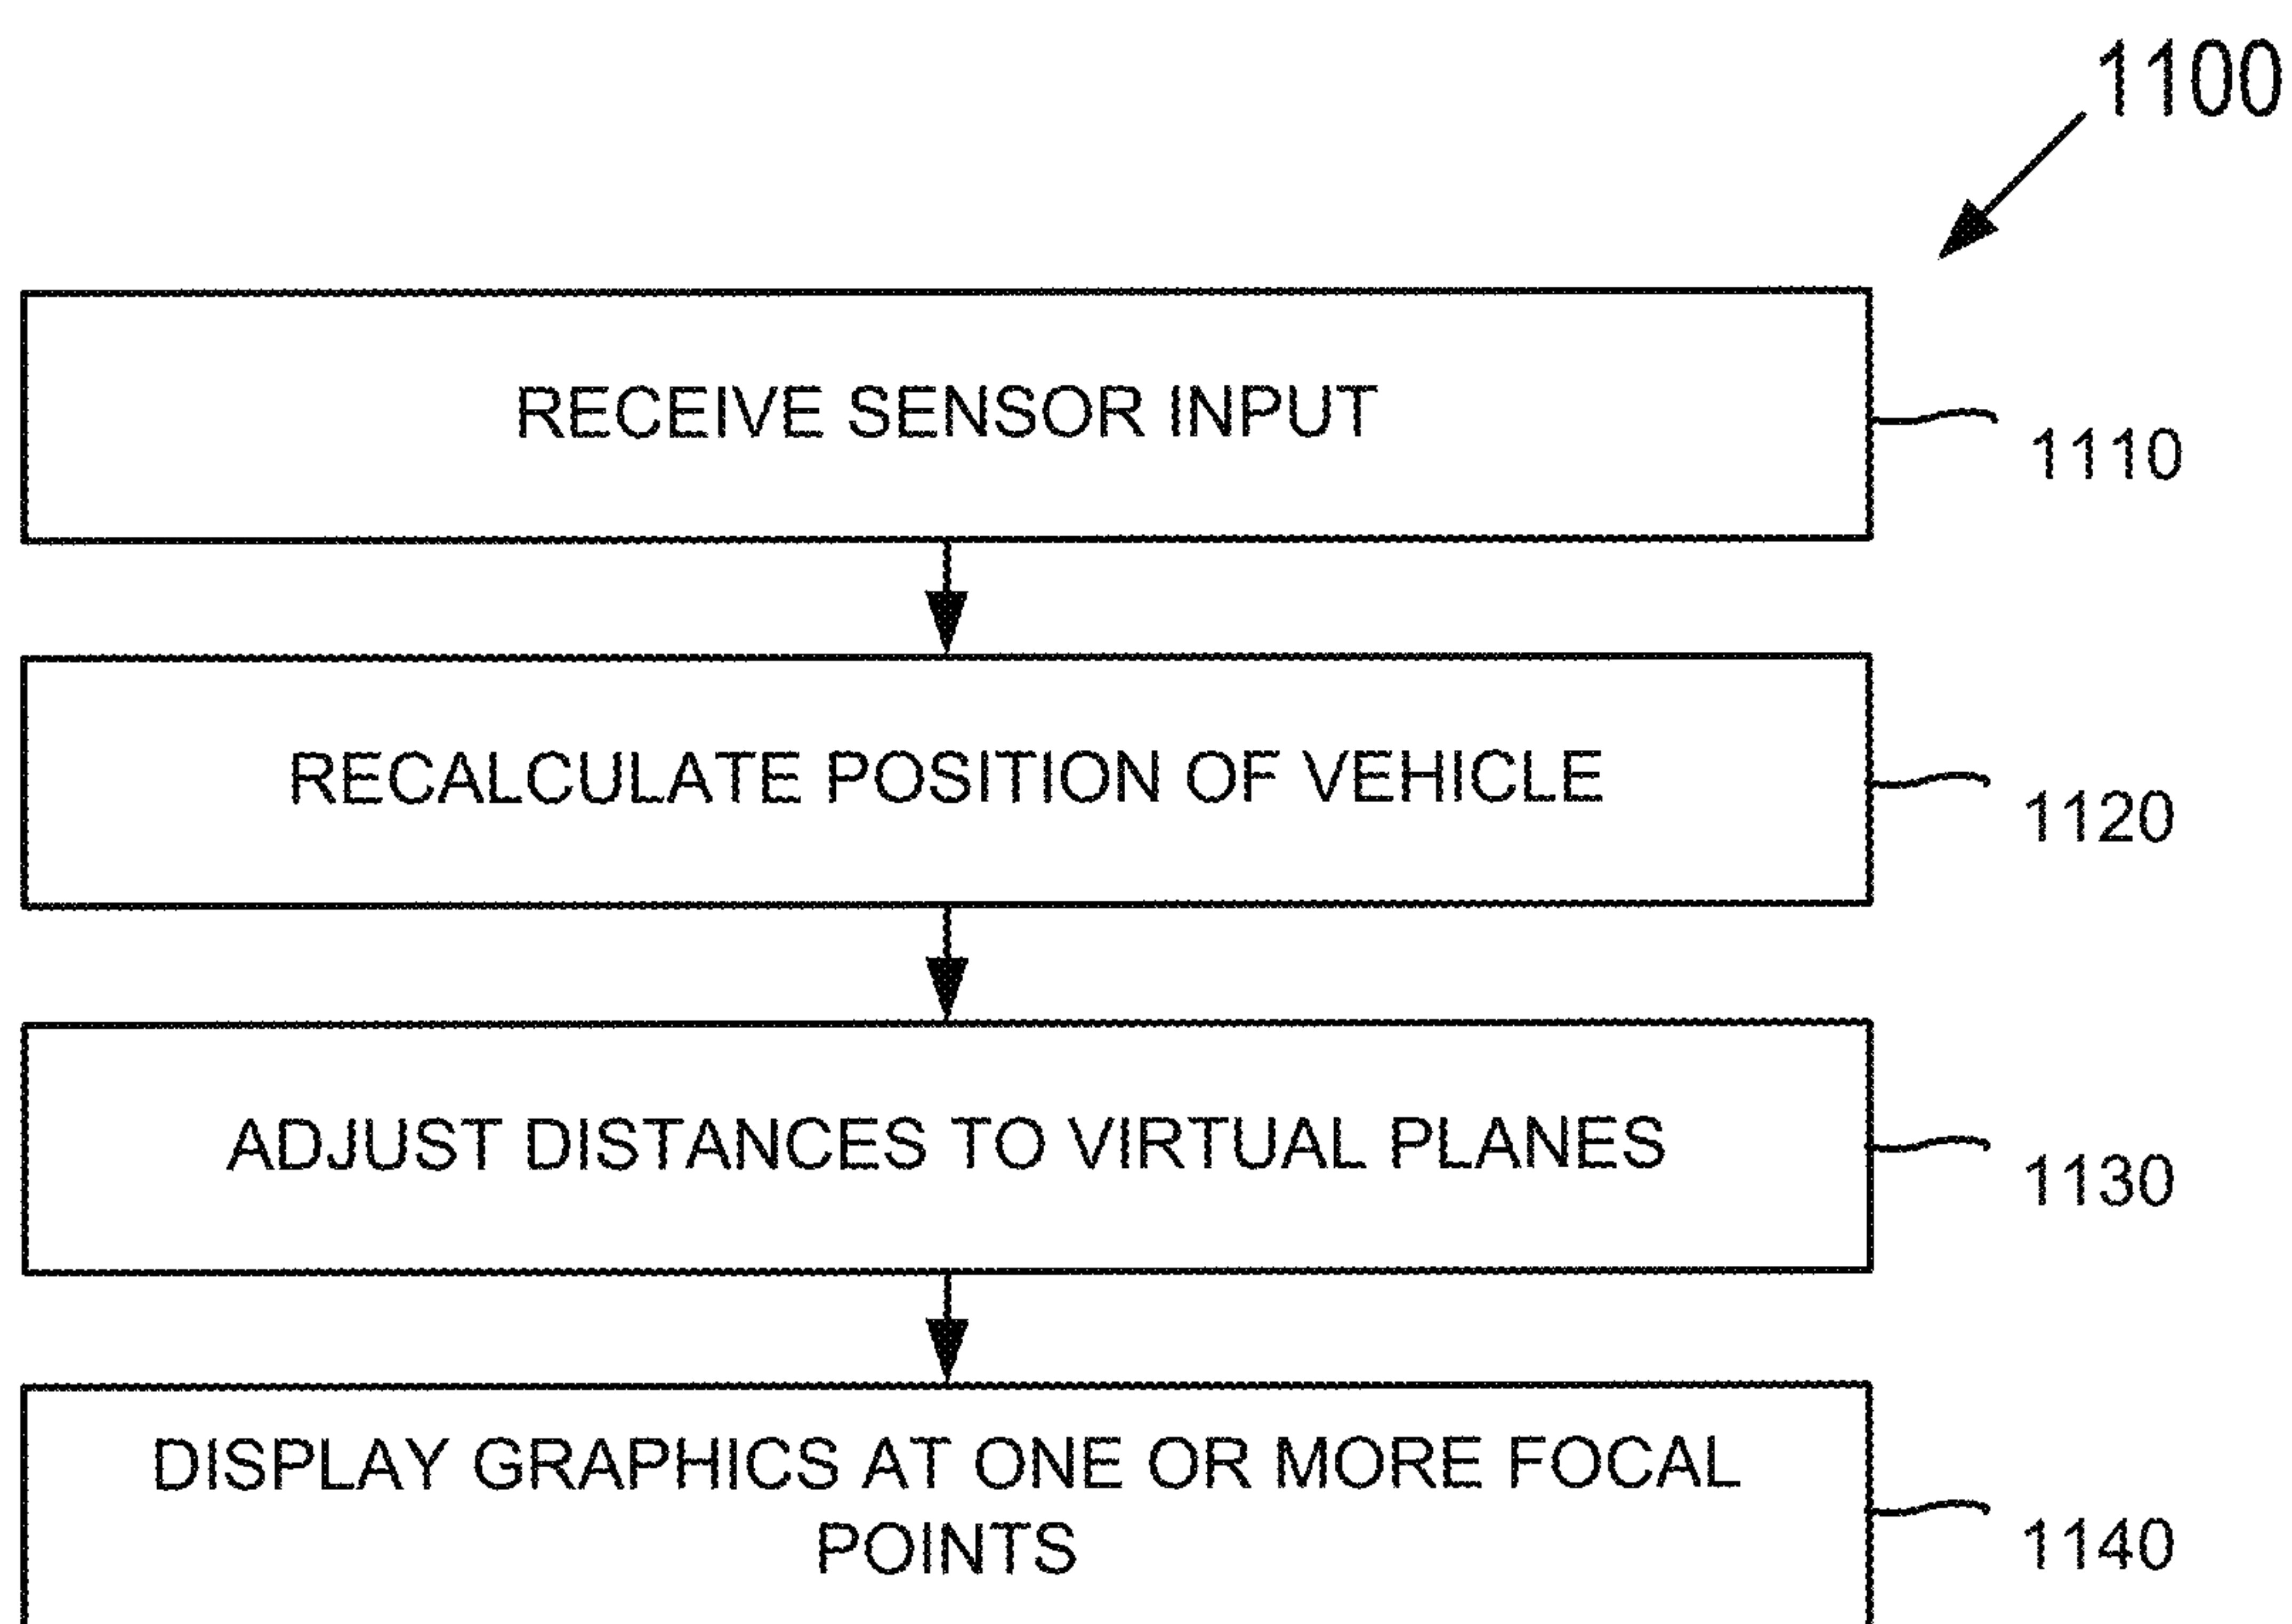 1100
RECEIVE SENSOR INPUT
1110
RECALCULATE POSITION OF VEHICLE
1120
ADJUST DISTANCES TO VIRTUAL PLANES
1130
DISPLAY GRAPHICS AT ONE OR MORE FOCAL
POINTS
1140